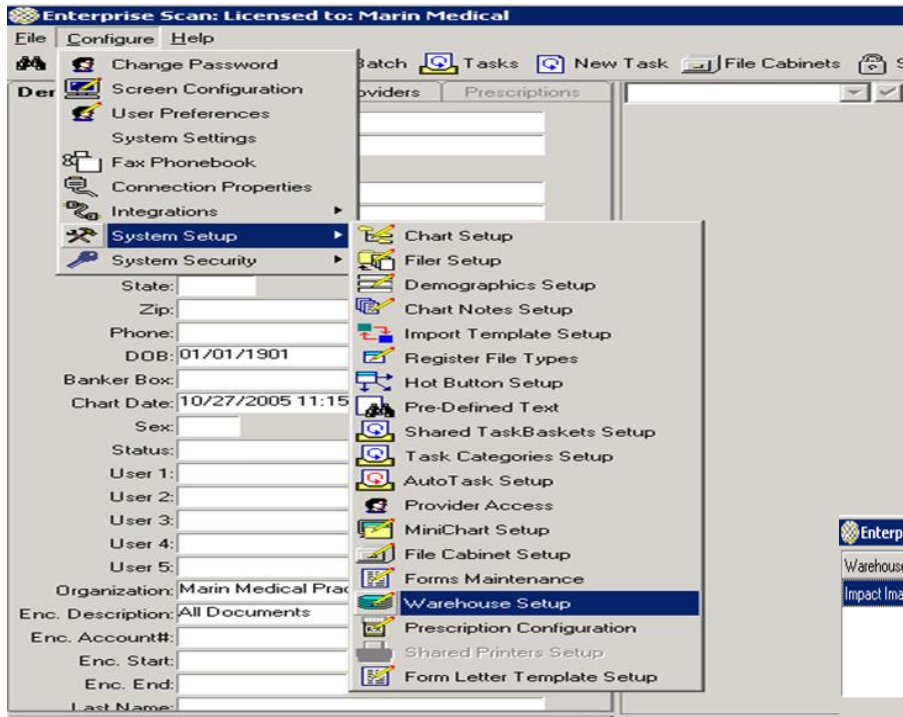 Enterprise Scan: Licensed to: Marin Medical
File Configure Help
Batch Tasks New Task File Cabinets S
Change Password
Screen Configuration
User Preferences
System Settings
Fax Phonebook
Connection Properties
Integrations
System Setup
System Security
Der
oviders Prescriptions
Chart Setup
Filer Setup
Demographics Setup
Chart Notes Setup
Import Template Setup
Register File Types
Hot Button Setup
Pre-Defined Text
Shared TaskBaskets Setup
Task Categories Setup
AutoTask Setup
Provider Access
MiniChart Setup
File Cabinet Setup
Forms Maintenance
Warehouse Setup
Prescription Configuration
Shared Printers Setup
Form Letter Template Setup
State:
Zip:
Phone:
DOB: 01/01/1901
Banker Box:
Chart Date: 10/27/2005 11:15
Sex:
Status:
User 1:
User 2:
User 3:
User 4:
User 5:
Organization: Marin Medical Prac
Enc. Description: All Documents
Enc. Account#:
Enc. Start:
Enc. End:
Last Name:
Enterp
Warehouse
Impact Ima